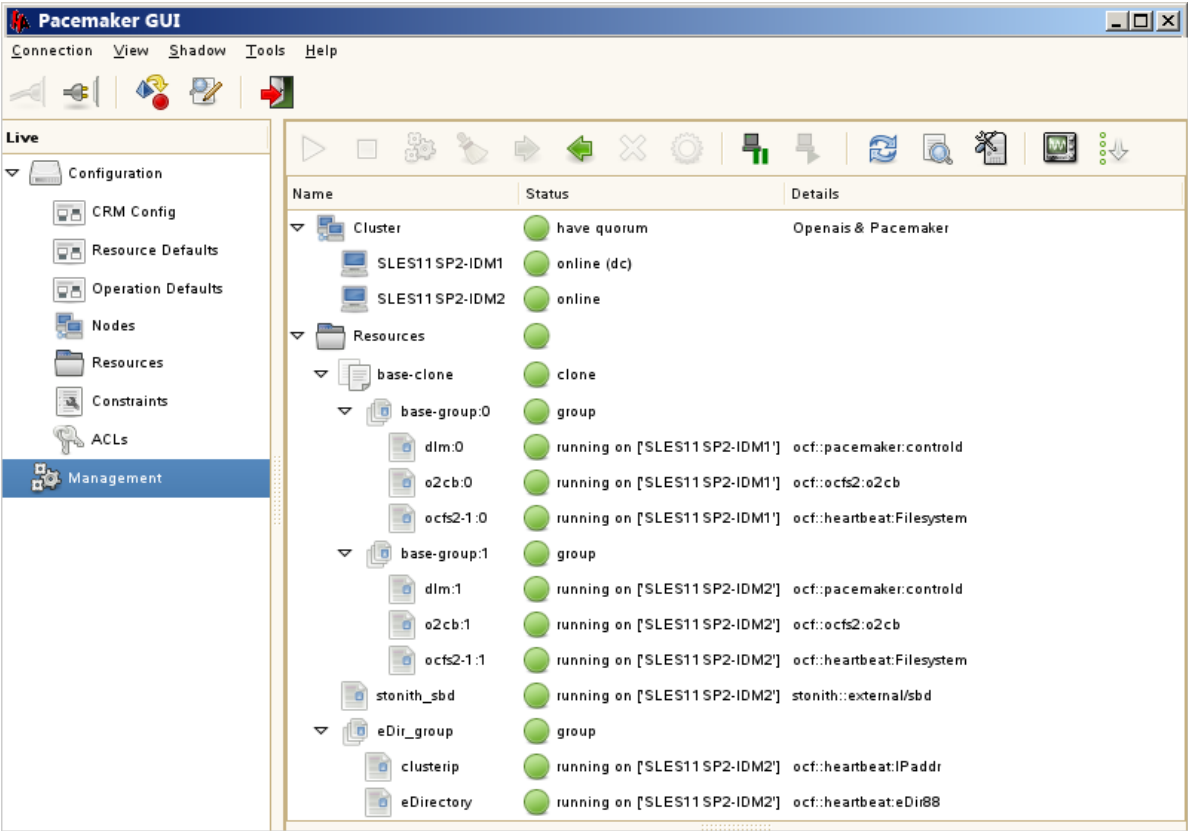 Pacemaker GUI
Connection View Shadow Tools Help
Live
Configuration
CRM Config
Resource Defaults
Operation Defaults
Nodes
Resources
Constraints
ACLs
Management
Name Status Details
Cluster have quorum Openais & Pacemaker
SLES11SP2-IDM1 online (dc)
SLES11SP2-IDM2 online
Resources
base-clone clone
base-group:0 group
dlm:0 running on ['SLES11SP2-IDM1'] ocf::pacemaker:controld
o2cb:0 running on ['SLES11SP2-IDM1'] ocf::ocfs2:o2cb
ocfs2-1:0 running on ['SLES11SP2-IDM1'] ocf::heartbeat:Filesystem
base-group:1 group
dlm:1 running on ['SLES11SP2-IDM2'] ocf::pacemaker:controld
o2cb:1 running on ['SLES11SP2-IDM2'] ocf::ocfs2:o2cb
ocfs2-1:1 running on ['SLES11SP2-IDM2'] ocf::heartbeat:Filesystem
stonith_sbd running on ['SLES11SP2-IDM2'] stonith::external/sbd
eDir_group group
clusterip running on ['SLES11SP2-IDM2'] ocf::heartbeat:IPaddr
eDirectory running on ['SLES11SP2-IDM2'] ocf::heartbeat:eDir88